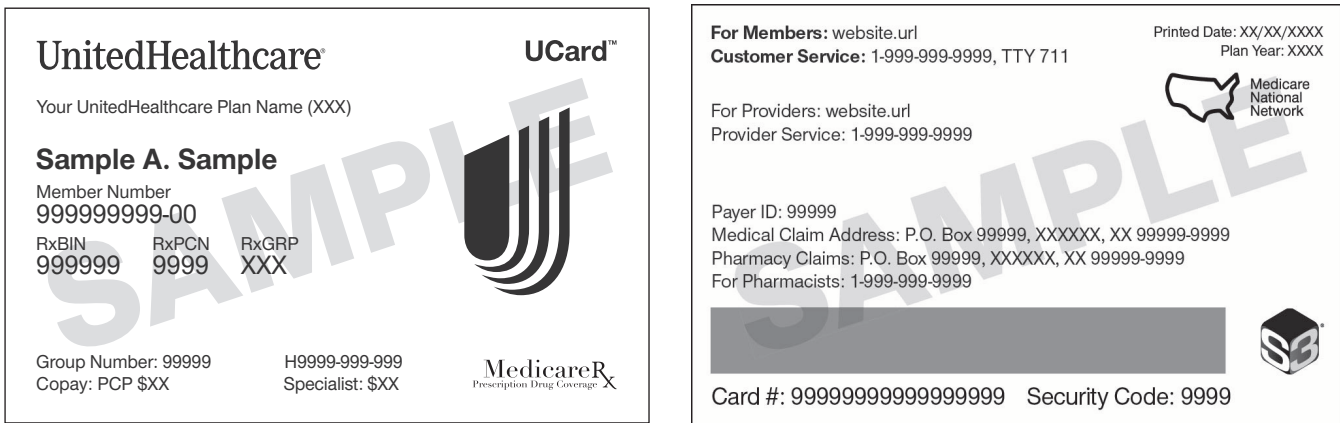 UnitedHealthcare®
UCard™
Your UnitedHealthcare Plan Name (XXX)
Sample A. Sample
Member Number
999999999-00
RxBIN RxPCN RxGRP
999999 9999 XXX
SAMPLE
Group Number: 99999 H9999-999-999
Copay: PCP $XX Specialist: $XX
MedicareRx
Prescription Drug Coverage
For Members: website.url
Customer Service: 1-999-999-9999, TTY 711
Printed Date: XX/XX/XXXX
Plan Year: XXXX
Medicare
National
Network
For Providers: website.url
Provider Service: 1-999-999-9999
SAMPLE
Payer ID: 99999
Medical Claim Address: P.O. Box 99999, XXXXXX, XX 99999-9999
Pharmacy Claims: P.O. Box 99999, XXXXXX, XX 99999-9999
For Pharmacists: 1-999-999-9999
S3®
Card #: 99999999999999999 Security Code: 9999